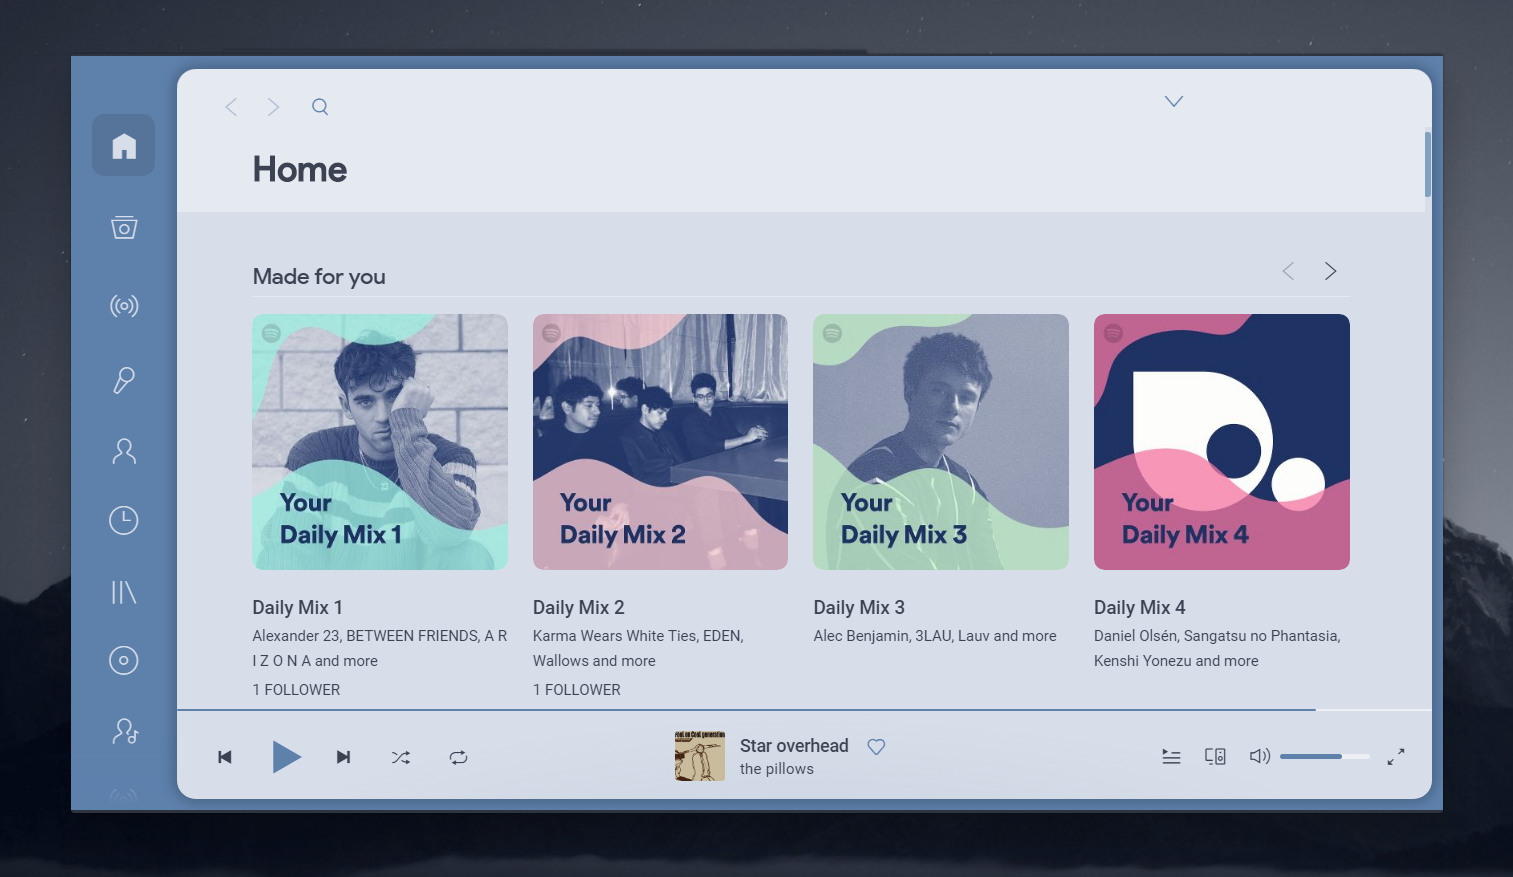 Home
Made for you
Your
Daily Mix 1
Your
Daily Mix 2
Your
Daily Mix 3
Your
Daily Mix 4
Daily Mix 1
Alexander 23, BETWEEN FRIENDS, A R
I Z O N A and more
1 FOLLOWER
Daily Mix 2
Karma Wears White Ties, EDEN,
Wallows and more
1 FOLLOWER
Daily Mix 3
Alec Benjamin, 3LAU, Lauv and more
Daily Mix 4
Daniel Olsén, Sangatsu no Phantasia,
Kenshi Yonezu and more
Star overhead
the pillows